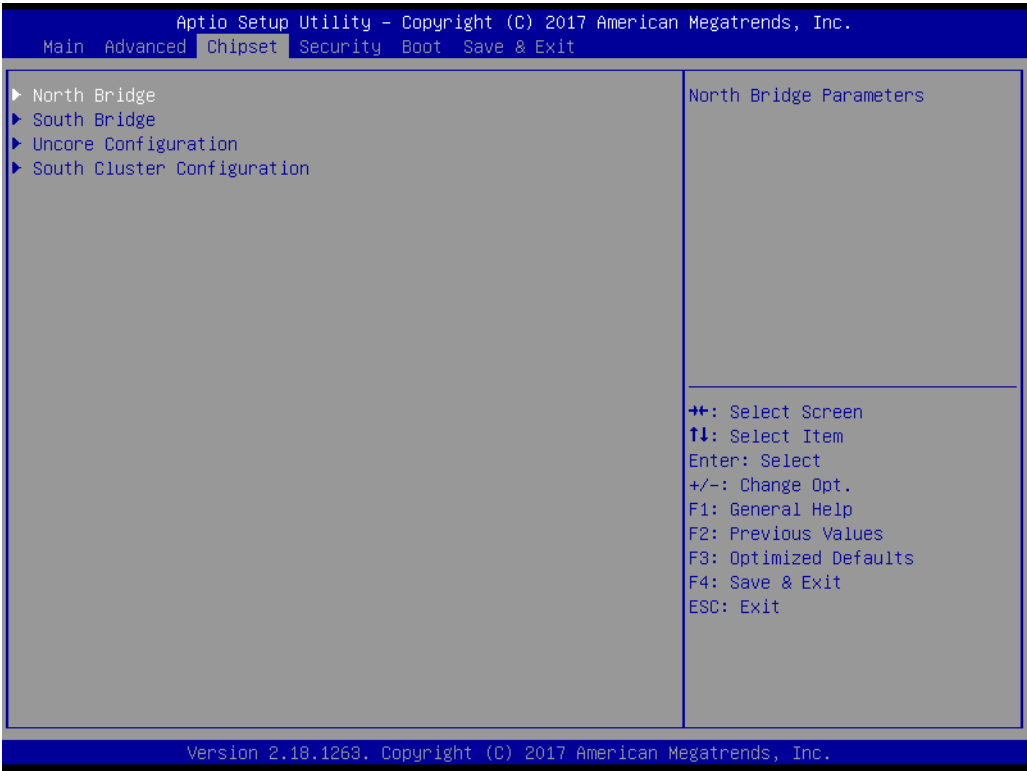 Aptio Setup Utility – Copyright (C) 2017 American Megatrends, Inc.
Main Advanced Chipset Security Boot Save & Exit
North Bridge
South Bridge
Uncore Configuration
South Cluster Configuration
North Bridge Parameters
→←: Select Screen
↑↓: Select Item
Enter: Select
+/-: Change Opt.
F1: General Help
F2: Previous Values
F3: Optimized Defaults
F4: Save & Exit
ESC: Exit
Version 2.18.1263. Copyright (C) 2017 American Megatrends, Inc.